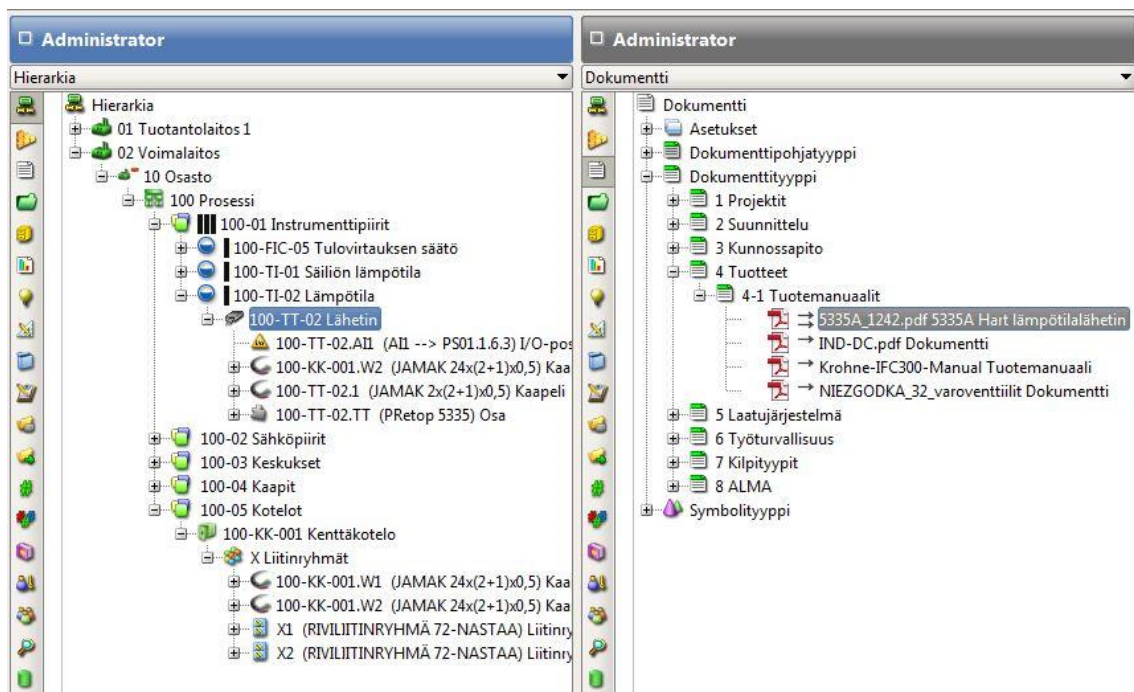 Administrator
Hierarkia
Hierarkia
01 Tuotantolaitos 1
02 Voimalaitos
10 Osasto
100 Prosessi
100-01 Instrumenttipiirit
100-FIC-05 Tulovirtauksen säätö
100-TI-01 Säiliön lämpötila
100-TI-02 Lämpötila
100-TT-02 Lähetin
100-TT-02.AI1 (AI1 --> PS01.1.6.3) I/O-pos
100-KK-001.W2 (JAMAK 24x(2+1)x0,5) Kaa
100-TT-02.1 (JAMAK 2x(2+1)x0,5) Kaapeli
100-TT-02.TT (PRetop 5335) Osa
100-02 Sähköpiirit
100-03 Keskukset
100-04 Kaapit
100-05 Kotelot
100-KK-001 Kenttäkotelo
X Liitinryhmät
100-KK-001.W1 (JAMAK 24x(2+1)x0,5) Kaa
100-KK-001.W2 (JAMAK 24x(2+1)x0,5) Kaa
X1 (RIVILIITINRYHMÄ 72-NASTAA) Liitinry
X2 (RIVILIITINRYHMÄ 72-NASTAA) Liitinry
Administrator
Dokumentti
Dokumentti
Asetukset
Dokumenttipohjatyyppi
Dokumenttityyppi
1 Projektit
2 Suunnittelu
3 Kunnossapito
4 Tuotteet
4-1 Tuotemanuaalit
5335A_1242.pdf 5335A Hart lämpötilalähetin
IND-DC.pdf Dokumentti
Krohne-IFC300-Manual Tuotemanuaali
NIEZGODKA_32_varoventtiilit Dokumentti
5 Laatujärjestelmä
6 Työturvallisuus
7 Kilpityypit
8 ALMA
Symbolityyppi